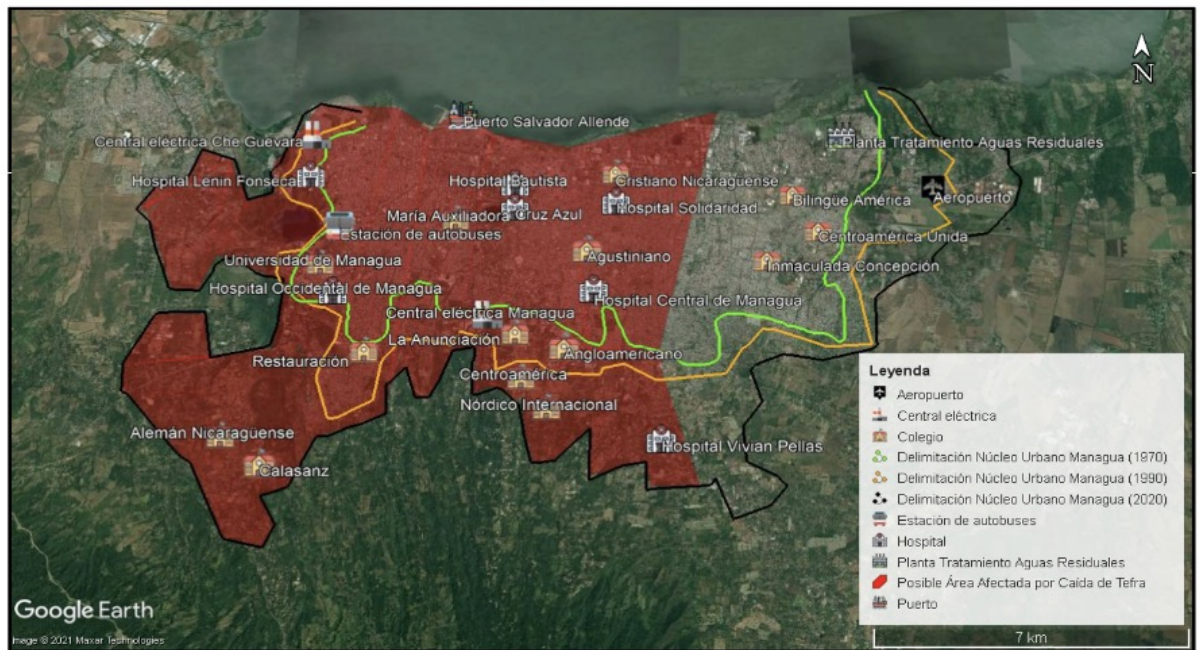 N
Puerto Salvador Allende
Central eléctrica Che Guevara
Planta Tratamiento Aguas Residuales
Hospital Lenin Fonseca
Hospital Bautista
Cristiano Nicaragüense
Bilingüe América
Aeropuerto
María Auxiliadora
Cruz Azul
Hospital Solidaridad
Estación de autobuses
Centroamérica Unida
Universidad de Managua
Agustiniano
Inmaculada Concepción
Hospital Occidental de Managua
Hospital Central de Managua
Central eléctrica Managua
La Anunciación
Restauración
Angloamericano
Centroamérica
Nórdico Internacional
Alemán Nicaragüense
Hospital Vivian Pellas
Calasanz
Leyenda
Aeropuerto
Central eléctrica
Colegio
Delimitación Núcleo Urbano Managua (1970)
Delimitación Núcleo Urbano Managua (1990)
Delimitación Núcleo Urbano Managua (2020)
Estación de autobuses
Hospital
Planta Tratamiento Aguas Residuales
Posible Área Afectada por Caída de Tefra
Puerto
Google Earth
Image © 2021 Maxar Technologies
7 km